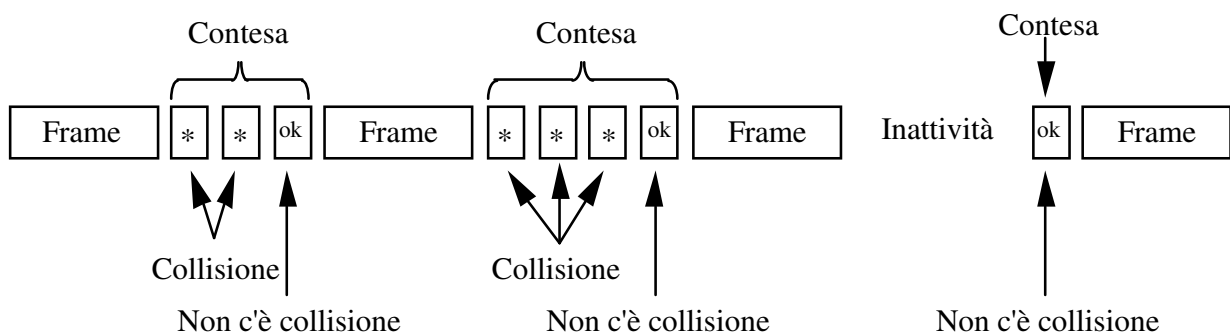 Contesa Contesa Contesa
Frame * * ok Frame * * * ok Frame Inattività ok Frame
Collisione Collisione
Non c'è collisione Non c'è collisione Non c'è collisione